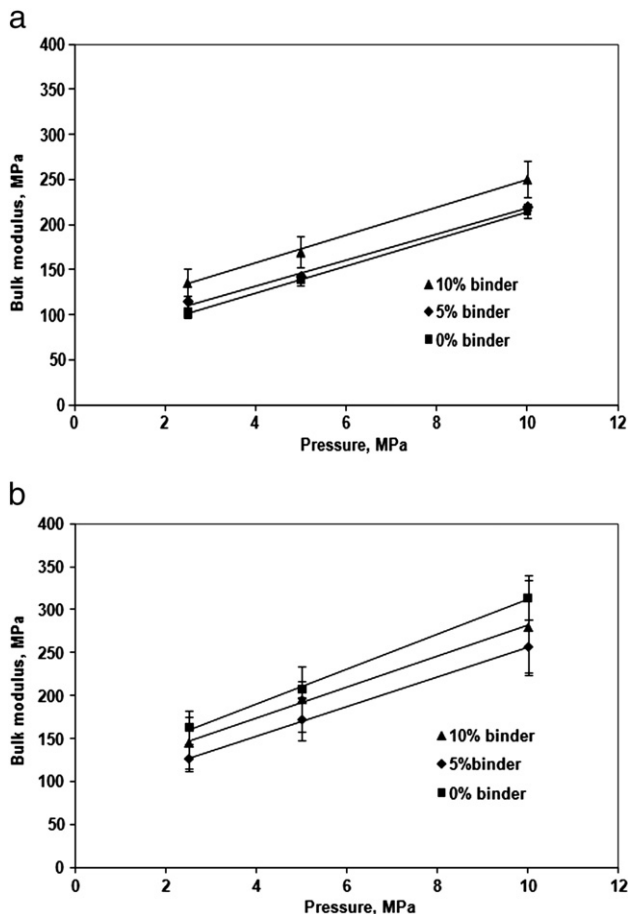 a
400
350
300
250
200
150
100
50
0
Bulk modulus, MPa
10% binder
5% binder
0% binder
0 2 4 6 8 10 12
Pressure, MPa
b
400
350
300
250
200
150
100
50
0
Bulk modulus, MPa
10% binder
5%binder
0% binder
0 2 4 6 8 10 12
Pressure, MPa